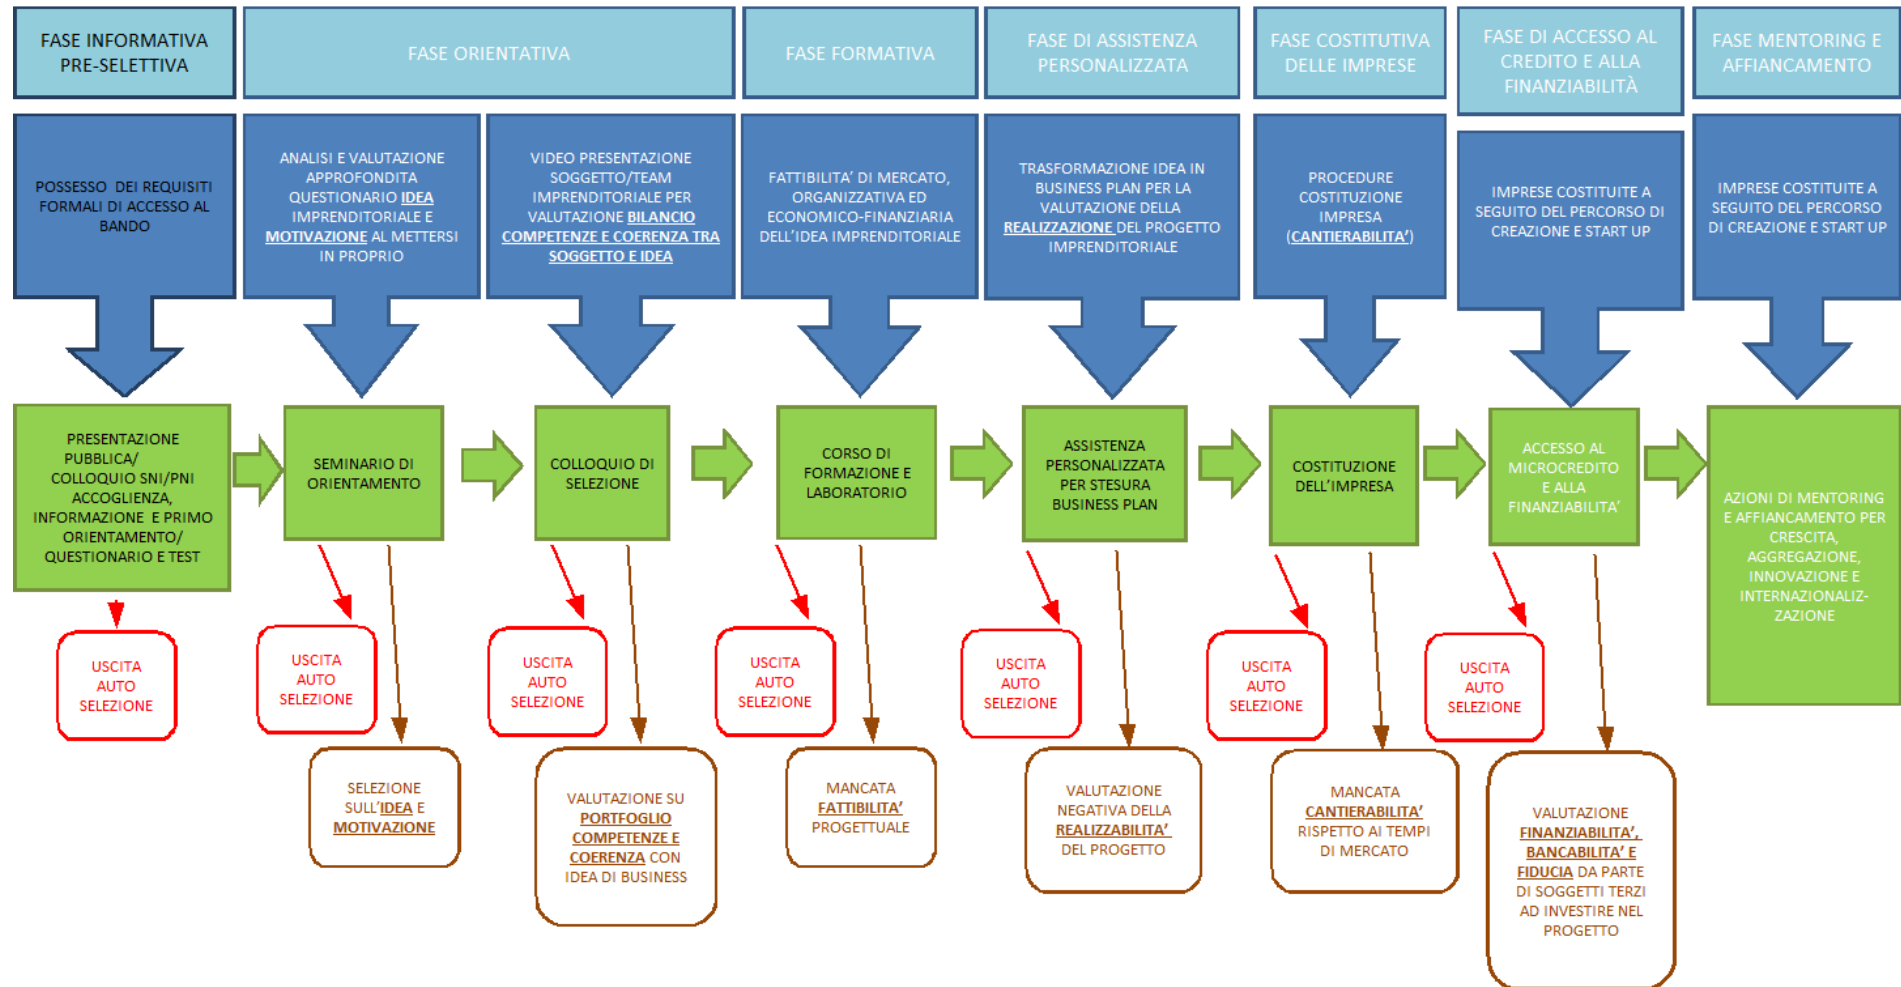 FASE INFORMATIVA
PRE-SELETTIVA
FASE ORIENTATIVA
FASE FORMATIVA
FASE DI ASSISTENZA
PERSONALIZZATA
FASE COSTITUTIVA
DELLE IMPRESE
FASE DI ACCESSO AL
CREDITO E ALLA
FINANZIABILITÀ
FASE MENTORING E
AFFIANCAMENTO
POSSESSO DEI REQUISITI
FORMALI DI ACCESSO AL
BANDO
ANALISI E VALUTAZIONE
APPROFONDITA
QUESTIONARIO IDEA
IMPRENDITORIALE E
MOTIVAZIONE AL METTERSI
IN PROPRIO
VIDEO PRESENTAZIONE
SOGGETTO/TEAM
IMPRENDITORIALE PER
VALUTAZIONE BILANCIO
COMPETENZE E COERENZA TRA
SOGGETTO E IDEA
FATTIBILITA' DI MERCATO,
ORGANIZZATIVA ED
ECONOMICO-FINANZIARIA
DELL'IDEA IMPRENDITORIALE
TRASFORMAZIONE IDEA IN
BUSINESS PLAN PER LA
VALUTAZIONE DELLA
REALIZZAZIONE DEL PROGETTO
IMPRENDITORIALE
PROCEDURE
COSTITUZIONE
IMPRESA
(CANTIERABILITA')
IMPRESE COSTITUITE A
SEGUITO DEL PERCORSO DI
CREAZIONE E START UP
IMPRESE COSTITUITE A
SEGUITO DEL PERCORSO
DI CREAZIONE E START UP
PRESENTAZIONE
PUBBLICA/
COLLOQUIO SNI/PNI
ACCOGLIENZA,
INFORMAZIONE E PRIMO
ORIENTAMENTO/
QUESTIONARIO E TEST
SEMINARIO DI
ORIENTAMENTO
COLLOQUIO DI
SELEZIONE
CORSO DI
FORMAZIONE E
LABORATORIO
ASSISTENZA
PERSONALIZZATA
PER STESURA
BUSINESS PLAN
COSTITUZIONE
DELL'IMPRESA
ACCESSO AL
MICROCREDITO
E ALLA
FINANZIABILITA'
AZIONI DI MENTORING
E AFFIANCAMENTO PER
CRESCITA,
AGGREGAZIONE,
INNOVAZIONE E
INTERNAZIONALIZ-
ZAZIONE
USCITA
AUTO
SELEZIONE
USCITA
AUTO
SELEZIONE
USCITA
AUTO
SELEZIONE
USCITA
AUTO
SELEZIONE
USCITA
AUTO
SELEZIONE
USCITA
AUTO
SELEZIONE
USCITA
AUTO
SELEZIONE
SELEZIONE
SULL'IDEA E
MOTIVAZIONE
VALUTAZIONE SU
PORTFOGLIO
COMPETENZE E
COERENZA CON
IDEA DI BUSINESS
MANCATA
FATTIBILITA'
PROGETTUALE
VALUTAZIONE
NEGATIVA DELLA
REALIZZABILITA'
DEL PROGETTO
MANCATA
CANTIERABILITA'
RISPETTO AI TEMPI
DI MERCATO
VALUTAZIONE
FINANZIABILITA',
BANCABILITA' E
FIDUCIA DA PARTE
DI SOGGETTI TERZI
AD INVESTIRE NEL
PROGETTO